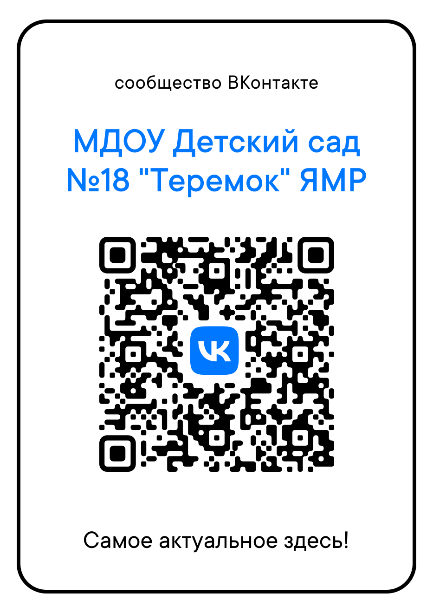 сообщество ВКонтакте
МДОУ Детский сад
№18 "Теремок" ЯМР
Самое актуальное здесь!